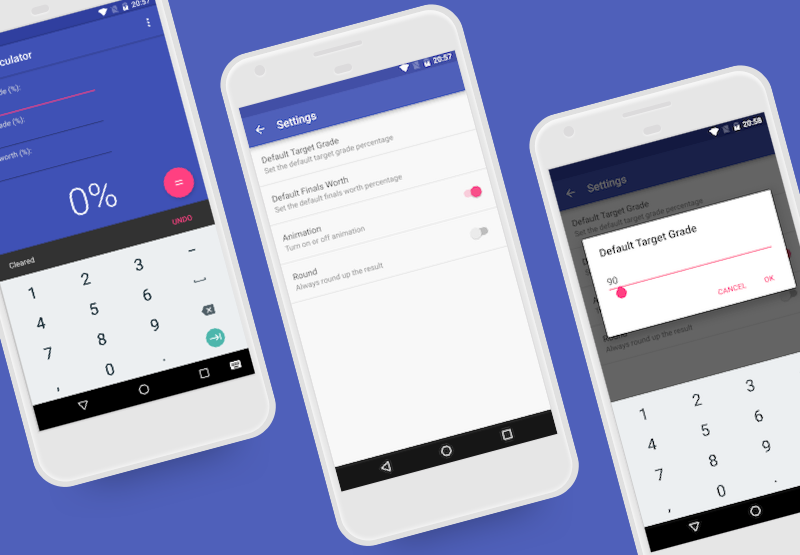 20:57
culator
de (%):
ade (%):
worth (%):
0%
=
Cleared
UNDO
1 2 3 –
4 5 6
7 8 9
, 0 .
20:57
Settings
Default Target Grade
Set the default target grade percentage
Default Finals Worth
Set the default finals worth percentage
Animation
Turn on or off animation
Round
Always round up the result
20:58
Settings
Default Target Grade
Set the default target grade percentage
Default Target Grade
90
CANCEL OK
Always round up the result
1 2 3
4 5 6
7 8 9
, 0 .